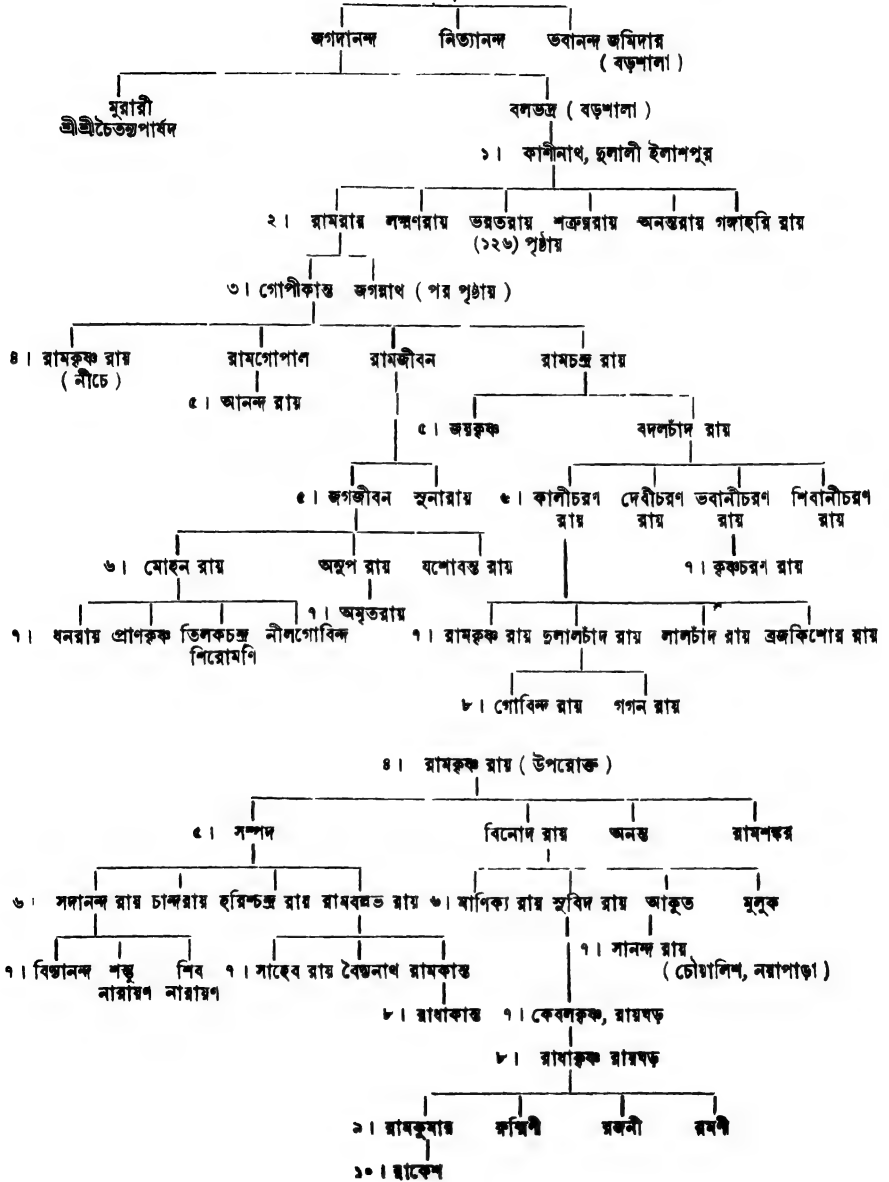 জগদানন্দ নিত্যানন্দ ভবানন্দ জমিদার
( বড়শালা )
মুরারী বলভদ্র ( বড়শালা )
শ্রীশ্রীচৈতন্যপার্ষদ
১। কাশীনাথ, দুলালী ইলাশপুর
২। রামরায় লক্ষ্মণরায় ভরতরায় শত্রুঘ্নরায় অনন্তরায় গঙ্গাহরি রায়
(১২৬) পৃষ্ঠায়
৩। গোপীকান্ত জগন্নাথ ( পর পৃষ্ঠায় )
৪। রামকৃষ্ণ রায় রামগোপাল রামজীবন রামচন্দ্র রায়
( নীচে )
৫। আনন্দ রায়
৫। জয়কৃষ্ণ বদলচাঁদ রায়
৫। জগজীবন সুনারায় ৬। কালীচরণ দেবীচরণ ভবানীচরণ শিবানীচরণ
রায় রায় রায় রায়
৬। মোহন রায় অনুপ রায় যশোবন্ত রায় ৭। কৃষ্ণচরণ রায়
৭। অমৃতরায়
৭। ধনরায় প্রাণকৃষ্ণ তিলকচন্দ্র নীলগোবিন্দ ৭। রামকৃষ্ণ রায় দুলালচাঁদ রায় লালচাঁদ রায় ব্রজকিশোর রায়
শিরোমণি
৮। গোবিন্দ রায় গগন রায়
৪। রামকৃষ্ণ রায় ( উপরোক্ত )
৫। সম্পদ বিনোদ রায় অনন্ত রামশঙ্কর
৬। সদানন্দ রায় চান্দরায় হরিশ্চন্দ্র রায় রামবল্লভ রায় ৬। মাণিক্য রায় সুবিদ রায় আকুত মুলুক
৭। সানন্দ রায়
( চৌয়ালিশ, নয়াপাড়া )
৭। বিদ্যানন্দ শম্ভু শিব ৭। সাহেব রায় বৈদ্যনাথ রামকান্ত
নারায়ণ নারায়ণ
৮। রাধাকান্ত ৭। কেবলকৃষ্ণ, রায়ঘড়
৮। রাধাকৃষ্ণ রায়ঘড়
৯। রামকুমার রুক্মিণী রজনী রমণী
১০। রাকেশ